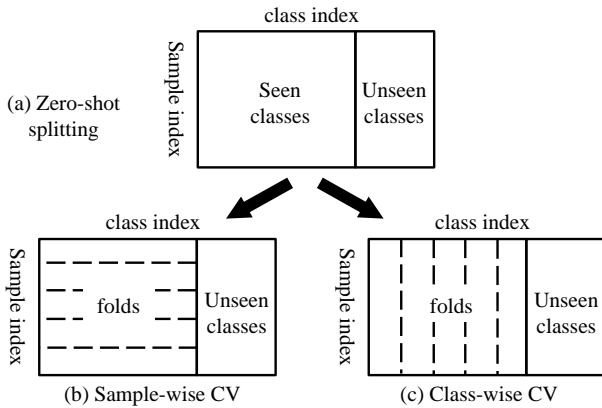 class index
Sample index
(a) Zero-shot
splitting
Seen
classes
Unseen
classes
class index
Sample index
folds
Unseen
classes
(b) Sample-wise CV
class index
Sample index
folds
Unseen
classes
(c) Class-wise CV